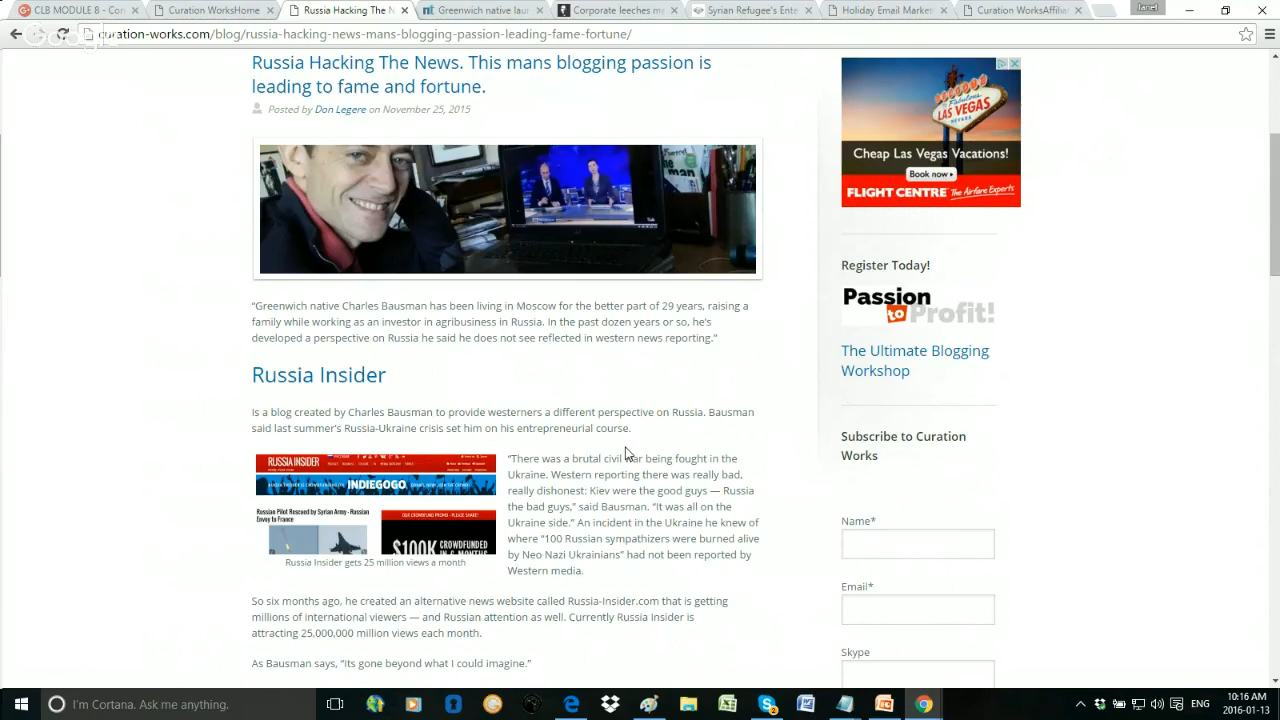 CLB MODULE 8 - Con
Curation WorksHome
Russia Hacking The N
Greenwich native laun
Corporate leeches me
Syrian Refugee's Ente
Holiday Email Market
Curation WorksAffilia
curation-works.com/blog/russia-hacking-news-mans-blogging-passion-leading-fame-fortune/
Russia Hacking The News. This mans blogging passion is
leading to fame and fortune.
Posted by Don Legere on November 25, 2015
"Greenwich native Charles Bausman has been living in Moscow for the better part of 29 years, raising a
family while working as an investor in agribusiness in Russia. In the past dozen years or so, he's
developed a perspective on Russia he said he does not see reflected in western news reporting."
Russia Insider
Is a blog created by Charles Bausman to provide westerners a different perspective on Russia. Bausman
said last summer's Russia-Ukraine crisis set him on his entrepreneurial course.
RUSSIA INSIDER
INDIEGOGO
Russian Pilot Rescued by Syrian Army - Russian
Envoy to France
OUR CROWDFUND PROMO - PLEASE SHARE!
$100K CROWDFUNDED
IN 6 MONTHS
Russia Insider gets 25 million views a month
"There was a brutal civil war being fought in the
Ukraine. Western reporting there was really bad,
really dishonest: Kiev were the good guys — Russia
the bad guys," said Bausman. "It was all on the
Ukraine side." An incident in the Ukraine he knew of
where "100 Russian sympathizers were burned alive
by Neo Nazi Ukrainians" had not been reported by
Western media.
So six months ago, he created an alternative news website called Russia-Insider.com that is getting
millions of international viewers — and Russian attention as well. Currently Russia Insider is
attracting 25,000,000 million views each month.
As Bausman says, "Its gone beyond what I could imagine."
WELCOME
To Fabulous
LAS VEGAS
NEVADA
Cheap Las Vegas Vacations!
Book now
FLIGHT CENTRE The Airfare Experts
Register Today!
Passion
to Profit!
The Ultimate Blogging
Workshop
Subscribe to Curation
Works
Name*
Email*
Skype
I'm Cortana. Ask me anything.
ENG
10:16 AM
2016-01-13